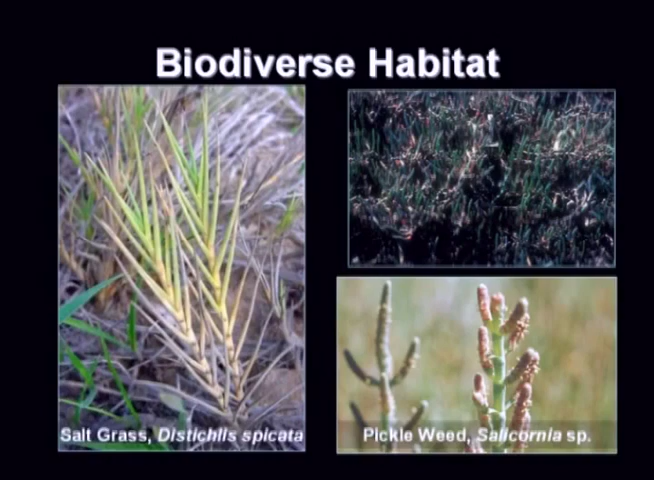 Biodiverse Habitat
Salt Grass, Distichlis spicata
Pickle Weed, Salicornia sp.